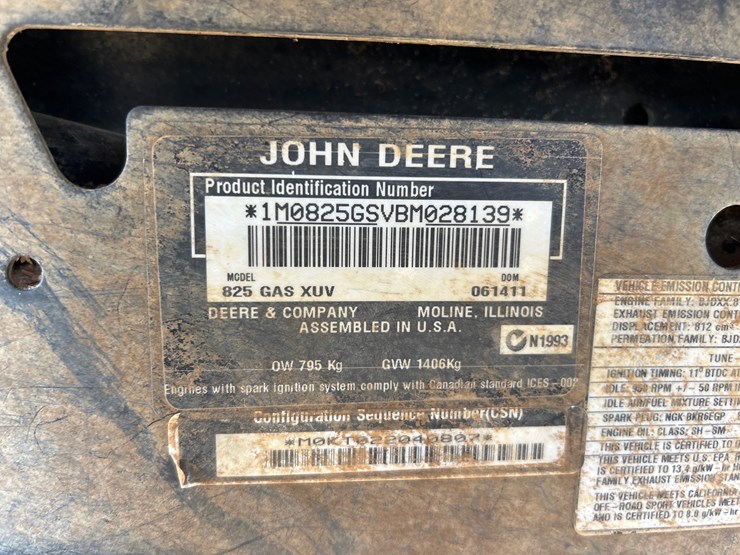 JOHN DEERE
Product Identification Number
*1M0825GSVBM028139*
MODEL DOM
825 GAS XUV 061411
DEERE & COMPANY MOLINE, ILLINOIS
ASSEMBLED IN U.S.A.
N1993
OW 795 Kg GVW 1406Kg
Engines with spark ignition system comply with Canadian standard ICES-002
Configuration Sequence Number(CSN)
*M0KT022040807*
VEHICLE EMISSION CONT
ENGINE FAMILY: BJDXX.8
EXHAUST EMISSION CONT
DISPLACEMENT: 812 cm³
PERMEATION FAMILY: BJD
TUNE-
IGNITION TIMING: 11° BTDC AT
IDLE: 950 RPM +/- 50 RPM
IDLE AIR/FUEL MIXTURE SETTI
SPARK PLUG: NGK BKR6EGP
ENGINE OIL: CLASS: SH-SM
THIS VEHICLE IS CERTIFIED TO
THIS VEHICLE MEETS U.S. EPA
IS CERTIFIED TO 13.4 g/kW-hr
FAMILY EXHAUST EMISSION STAN
THIS VEHICLE MEETS CALIFORNIA
OFF-ROAD SPORT VEHICLES MEET
AND IS CERTIFIED TO 8.8 g/kW-hr